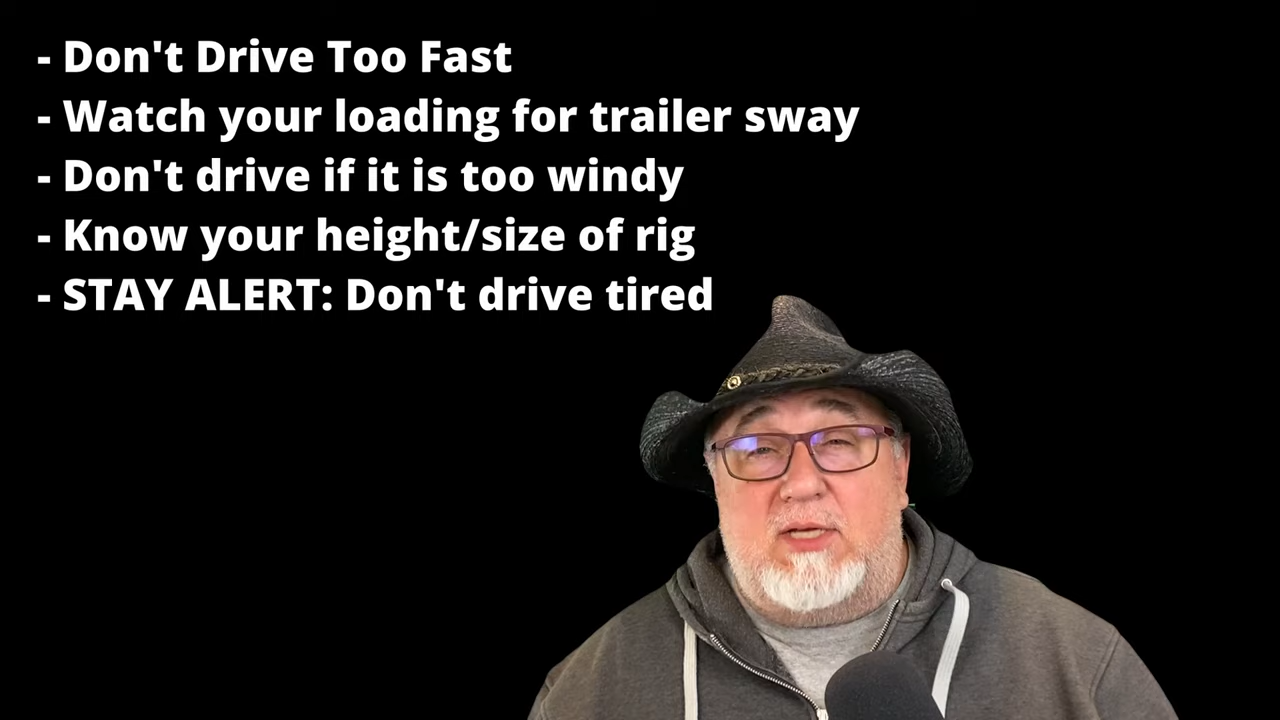 - Don't Drive Too Fast
- Watch your loading for trailer sway
- Don't drive if it is too windy
- Know your height/size of rig
- STAY ALERT: Don't drive tired